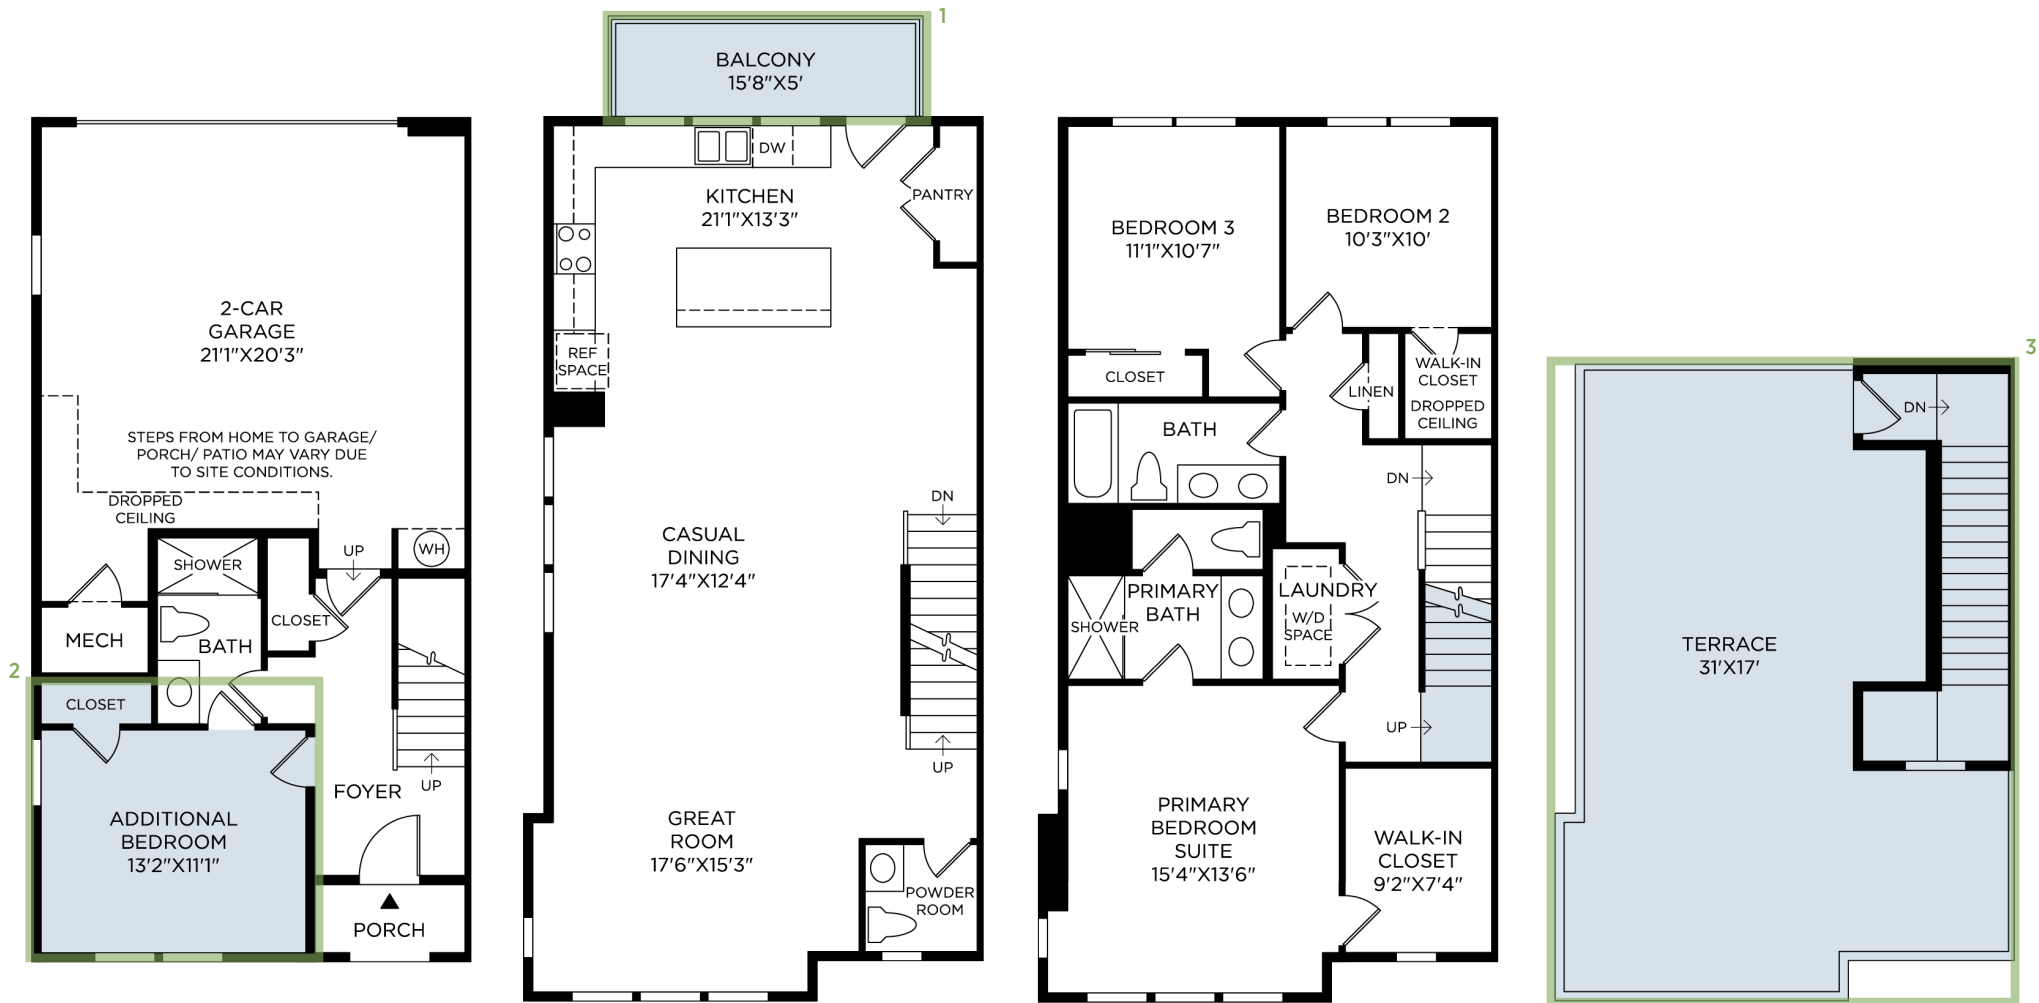 1
BALCONY
15'8"X5'
2-CAR
GARAGE
21'1"X20'3"
STEPS FROM HOME TO GARAGE/
PORCH/ PATIO MAY VARY DUE
TO SITE CONDITIONS.
DROPPED
CEILING
SHOWER
UP
WH
CLOSET
MECH
BATH
2
CLOSET
UP
FOYER
ADDITIONAL
BEDROOM
13'2"X11'1"
PORCH
DW
KITCHEN
21'1"X13'3"
PANTRY
REF
SPACE
DN
CASUAL
DINING
17'4"X12'4"
UP
GREAT
ROOM
17'6"X15'3"
POWDER
ROOM
BEDROOM 3
11'1"X10'7"
BEDROOM 2
10'3"X10'
CLOSET
LINEN
WALK-IN
CLOSET
DROPPED
CEILING
BATH
DN
PRIMARY
BATH
SHOWER
LAUNDRY
W/D
SPACE
UP
PRIMARY
BEDROOM
SUITE
15'4"X13'6"
WALK-IN
CLOSET
9'2"X7'4"
3
DN
TERRACE
31'X17'